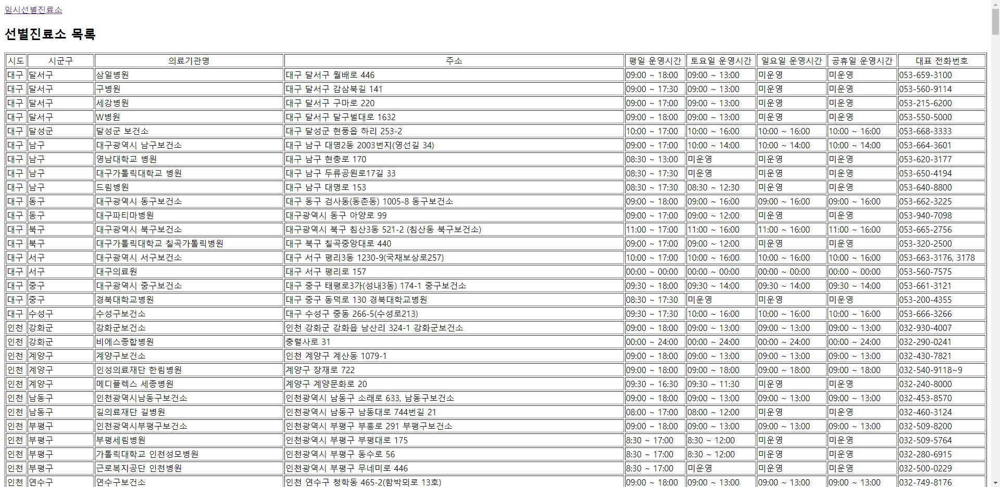 임시선별진료소
선별진료소 목록
시도 시군구 의료기관명 주소 평일 운영시간 토요일 운영시간 일요일 운영시간 공휴일 운영시간 대표 전화번호
대구 달서구 삼일병원 대구 달서구 월배로 446 09:00 ~ 18:00 09:00 ~ 13:00 미운영 미운영 053-659-3100
대구 달서구 구병원 대구 달서구 감삼북길 141 09:00 ~ 17:30 09:00 ~ 13:00 미운영 미운영 053-560-9114
대구 달서구 세강병원 대구 달서구 구마로 220 09:00 ~ 17:00 09:00 ~ 13:00 미운영 미운영 053-215-6200
대구 달서구 W병원 대구 달서구 달구벌대로 1632 09:00 ~ 18:00 09:00 ~ 13:00 미운영 미운영 053-550-5000
대구 달성군 달성군 보건소 대구 달성군 현풍읍 하리 253-2 10:00 ~ 17:00 10:00 ~ 16:00 10:00 ~ 16:00 10:00 ~ 16:00 053-668-3333
대구 남구 대구광역시 남구보건소 대구 남구 대명2동 2003번지(영선길 34) 09:00 ~ 17:00 10:00 ~ 14:00 10:00 ~ 14:00 10:00 ~ 14:00 053-664-3601
대구 남구 영남대학교 병원 대구 남구 현충로 170 08:30 ~ 13:00 미운영 미운영 미운영 053-620-3177
대구 남구 대구가톨릭대학교 병원 대구 남구 두류공원로17길 33 08:30 ~ 17:30 미운영 미운영 미운영 053-650-4194
대구 남구 드림병원 대구 남구 대명로 153 08:30 ~ 17:30 08:30 ~ 12:30 미운영 미운영 053-640-8800
대구 동구 대구광역시 동구보건소 대구 동구 검사동(동촌동) 1005-8 동구보건소 09:00 ~ 18:00 09:00 ~ 16:00 09:00 ~ 16:00 09:00 ~ 16:00 053-662-3225
대구 동구 대구파티마병원 대구광역시 동구 아양로 99 09:00 ~ 17:00 09:00 ~ 12:00 미운영 미운영 053-940-7098
대구 북구 대구광역시 북구보건소 대구광역시 북구 침산3동 521-2 (침산동 북구보건소) 11:00 ~ 17:00 11:00 ~ 16:00 11:00 ~ 16:00 11:00 ~ 16:00 053-665-2756
대구 북구 대구가톨릭대학교 칠곡가톨릭병원 대구 북구 칠곡중앙대로 440 09:00 ~ 17:00 09:00 ~ 12:00 미운영 미운영 053-320-2500
대구 서구 대구광역시 서구보건소 대구 서구 평리3동 1230-9(국채보상로257) 10:00 ~ 17:00 10:00 ~ 16:00 10:00 ~ 16:00 10:00 ~ 16:00 053-663-3176, 3178
대구 서구 대구의료원 대구 서구 평리로 157 00:00 ~ 00:00 00:00 ~ 00:00 00:00 ~ 00:00 00:00 ~ 00:00 053-560-7575
대구 중구 대구광역시 중구보건소 대구 중구 태평로3가(성내3동) 174-1 중구보건소 09:30 ~ 18:00 09:30 ~ 14:00 09:30 ~ 14:00 09:30 ~ 14:00 053-661-3121
대구 중구 경북대학교병원 대구 중구 동덕로 130 경북대학교병원 08:30 ~ 17:30 미운영 미운영 미운영 053-200-4355
대구 수성구 수성구보건소 대구 수성구 중동 266-5(수성로213) 09:30 ~ 17:30 10:00 ~ 16:00 10:00 ~ 16:00 10:00 ~ 16:00 053-666-3266
인천 강화군 강화군보건소 인천 강화군 강화읍 남산리 324-1 강화군보건소 09:00 ~ 18:00 09:00 ~ 13:00 09:00 ~ 13:00 09:00 ~ 13:00 032-930-4007
인천 강화군 비에스종합병원 충렬사로 31 00:00 ~ 24:00 00:00 ~ 24:00 00:00 ~ 24:00 00:00 ~ 24:00 032-290-0241
인천 계양구 계양구보건소 인천 계양구 계산동 1079-1 09:00 ~ 18:00 09:00 ~ 13:00 09:00 ~ 13:00 09:00 ~ 13:00 032-430-7821
인천 계양구 인성의료재단 한림병원 계양구 장제로 722 09:00 ~ 18:00 09:00 ~ 18:00 09:00 ~ 18:00 09:00 ~ 18:00 032-540-9118~9
인천 계양구 메디플렉스 세종병원 계양구 계양문화로 20 09:30 ~ 16:30 09:30 ~ 11:30 미운영 미운영 032-240-8000
인천 남동구 인천광역시남동구보건소 인천광역시 남동구 소래로 633, 남동구보건소 09:00 ~ 18:00 09:00 ~ 13:00 09:00 ~ 13:00 09:00 ~ 13:00 032-453-8570
인천 남동구 길의료재단 길병원 인천광역시 남동구 남동대로 744번길 21 08:00 ~ 17:00 08:00 ~ 12:00 미운영 미운영 032-460-3124
인천 부평구 인천광역시부평구보건소 인천광역시 부평구 부흥로 291 부평구보건소 09:00 ~ 18:00 09:00 ~ 13:00 09:00 ~ 13:00 09:00 ~ 13:00 032-509-8200
인천 부평구 부평세림병원 인천광역시 부평구 부평대로 175 8:30 ~ 17:00 8:30 ~ 12:00 미운영 미운영 032-509-5764
인천 부평구 가톨릭대학교 인천성모병원 인천광역시 부평구 동수로 56 8:30 ~ 17:00 8:30 ~ 12:00 미운영 미운영 032-280-6915
인천 부평구 근로복지공단 인천병원 인천광역시 부평구 무네미로 446 8:30 ~ 17:00 미운영 미운영 미운영 032-500-0229
인천 연수구 연수구보건소 인천 연수구 청학동 465-2(함박뫼로 13호) 09:00 ~ 18:00 09:00 ~ 13:00 09:00 ~ 13:00 09:00 ~ 13:00 032-749-8176